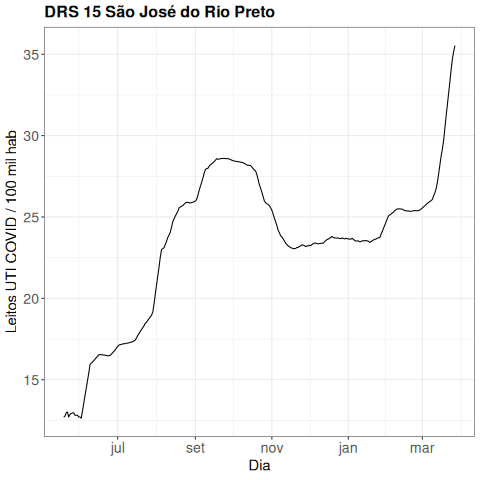 DRS 15 São José do Rio Preto
Leitos UTI COVID / 100 mil hab
35
30
25
20
15
jul set nov jan mar
Dia